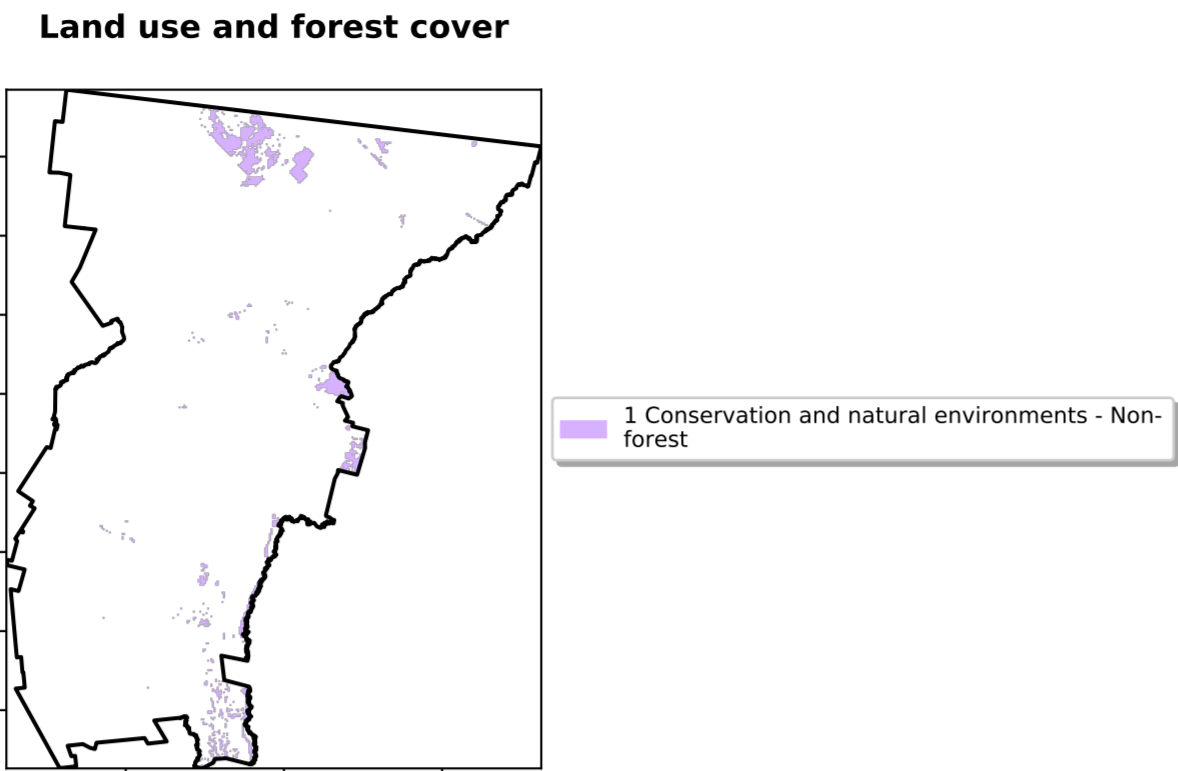 Land use and forest cover
1 Conservation and natural environments - Non-
forest